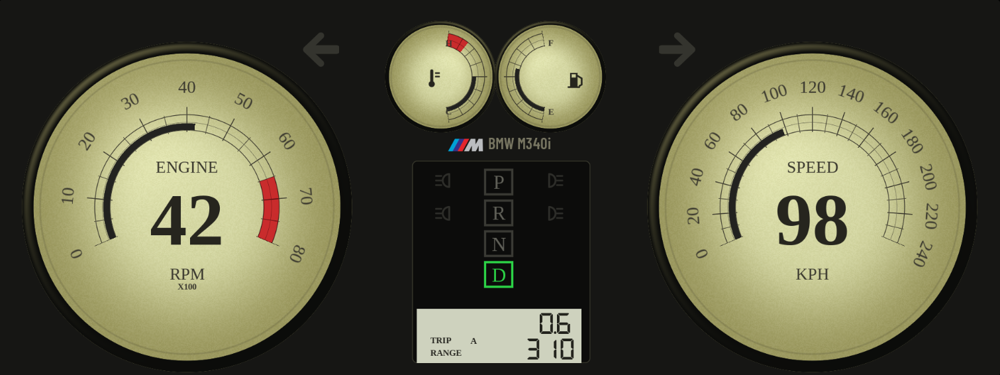 0
10
20
30
40
50
60
70
80
ENGINE
42
RPM
X100
H
C
F
E
M BMW M340i
P
R
N
D
0.6
TRIP A
RANGE 310
0
20
40
60
80
100
120
140
160
180
200
220
240
SPEED
98
KPH